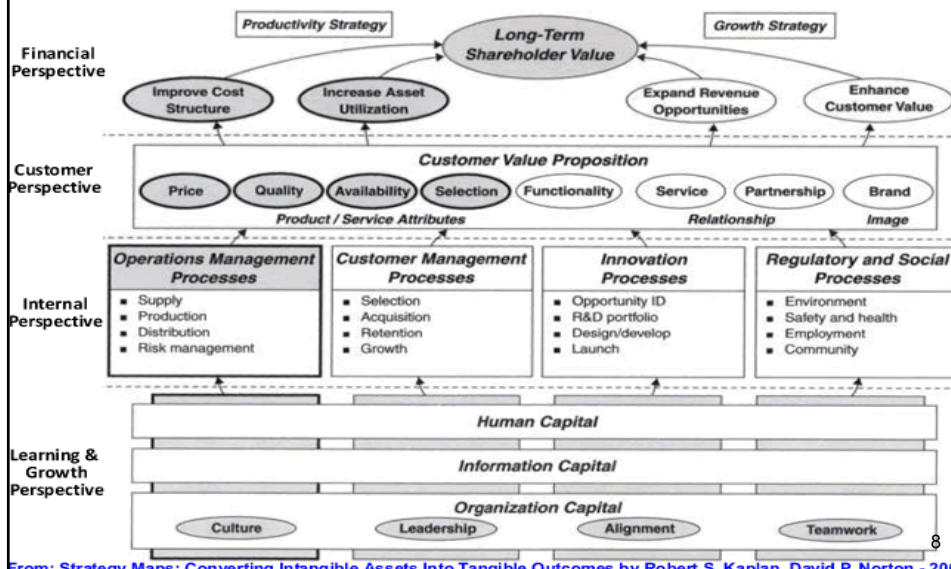 Productivity Strategy
Growth Strategy
Long-Term
Shareholder Value
Financial
Perspective
Improve Cost
Structure
Increase Asset
Utilization
Expand Revenue
Opportunities
Enhance
Customer Value
Customer
Perspective
Customer Value Proposition
Price
Quality
Availability
Selection
Functionality
Service
Partnership
Brand
Product / Service Attributes
Relationship
Image
Internal
Perspective
Operations Management
Processes
▪ Supply
▪ Production
▪ Distribution
▪ Risk management
Customer Management
Processes
▪ Selection
▪ Acquisition
▪ Retention
▪ Growth
Innovation
Processes
▪ Opportunity ID
▪ R&D portfolio
▪ Design/develop
▪ Launch
Regulatory and Social
Processes
▪ Environment
▪ Safety and health
▪ Employment
▪ Community
Learning &
Growth
Perspective
Human Capital
Information Capital
Organization Capital
Culture
Leadership
Alignment
Teamwork
8
From: Strategy Maps: Converting Intangible Assets Into Tangible Outcomes by Robert S. Kaplan, David P. Norton - 20